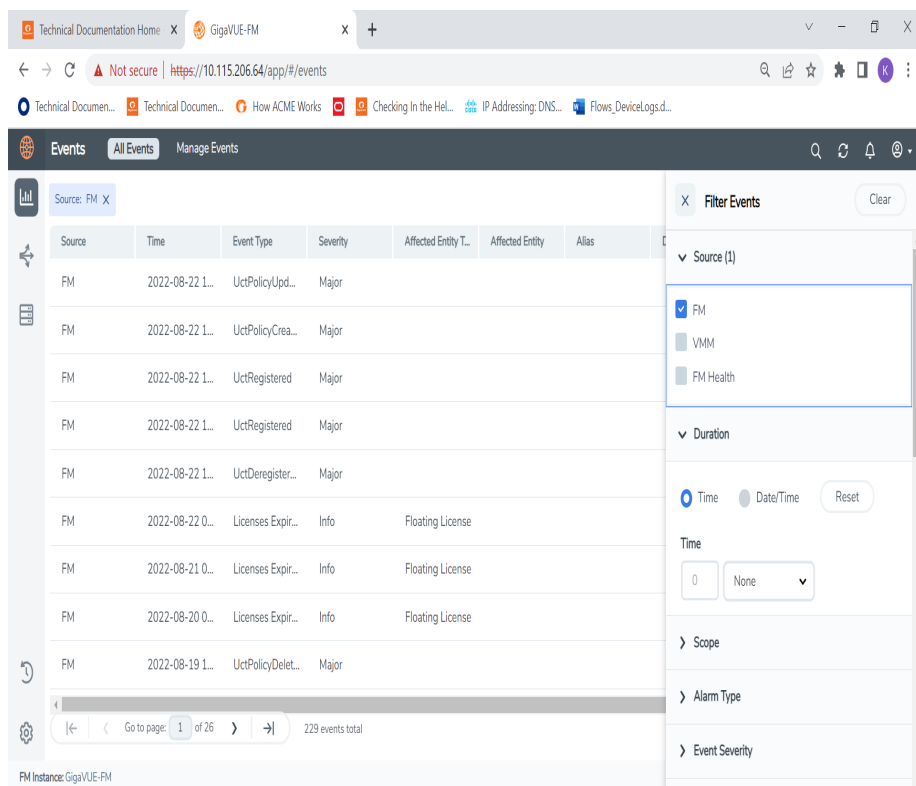 Technical Documentation Home X
GigaVUE-FM X +
Not secure | https://10.115.206.64/app/#/events
K
Technical Documen... Technical Documen... How ACME Works Checking In the Hel... IP Addressing: DNS... Flows_DeviceLogs.d...
Events All Events Manage Events
Source: FM X
X Filter Events Clear
Source Time Event Type Severity Affected Entity T... Affected Entity Alias
FM 2022-08-22 1... UctPolicyUpd... Major
FM 2022-08-22 1... UctPolicyCrea... Major
FM 2022-08-22 1... UctRegistered Major
FM 2022-08-22 1... UctRegistered Major
FM 2022-08-22 1... UctDeregister... Major
FM 2022-08-22 0... Licenses Expir... Info Floating License
FM 2022-08-21 0... Licenses Expir... Info Floating License
FM 2022-08-20 0... Licenses Expir... Info Floating License
FM 2022-08-19 1... UctPolicyDelet... Major
Go to page: 1 of 26 229 events total
Source (1)
FM
VMM
FM Health
Duration
Time Date/Time Reset
Time
0 None
Scope
Alarm Type
Event Severity
FM Instance: GigaVUE-FM